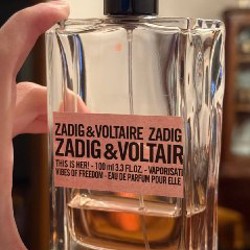 ZADIG&VOLTAIRE ZADIG
ZADIG & VOLTAIR
THIS IS HER! - 100 ml 3.3 FL.OZ. - VAPORISATI
VIBES OF FREEDOM - EAU DE PARFUM POUR ELLE